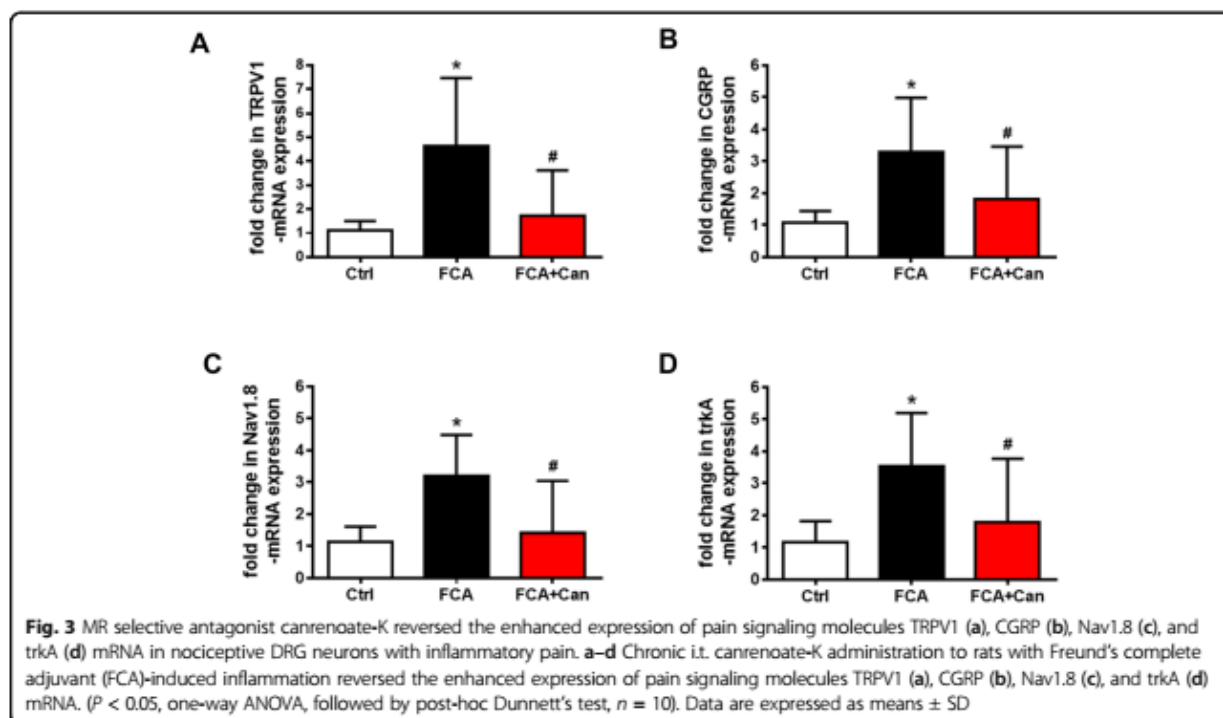 A
fold change in TRPV1
-mRNA expression
8
7
6
5
4
3
2
1
0
*
#
Ctrl FCA FCA+Can
B
fold change in CGRP
-mRNA expression
6
5
4
3
2
1
0
*
#
Ctrl FCA FCA+Can
C
fold change in Nav1.8
-mRNA expression
6
5
4
3
2
1
0
*
#
Ctrl FCA FCA+Can
D
fold change in trkA
-mRNA expression
6
5
4
3
2
1
0
*
#
Ctrl FCA FCA+Can
Fig. 3 MR selective antagonist canrenoate-K reversed the enhanced expression of pain signaling molecules TRPV1 (a), CGRP (b), Nav1.8 (c), and
trkA (d) mRNA in nociceptive DRG neurons with inflammatory pain. a–d Chronic i.t. canrenoate-K administration to rats with Freund's complete
adjuvant (FCA)-induced inflammation reversed the enhanced expression of pain signaling molecules TRPV1 (a), CGRP (b), Nav1.8 (c), and trkA (d)
mRNA. (P < 0.05, one-way ANOVA, followed by post-hoc Dunnett's test, n = 10). Data are expressed as means ± SD